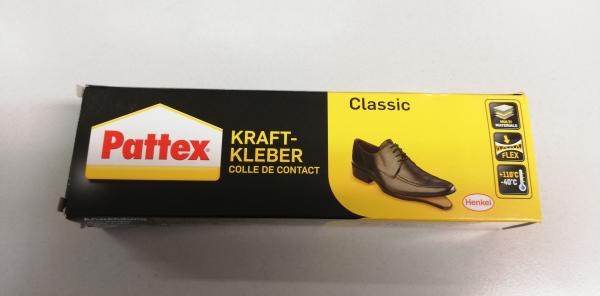 Pattex
KRAFT-
KLEBER
COLLE DE CONTACT
Classic
MULTI
MATERIALS
FLEX
+110°C
-40°C
Henkel